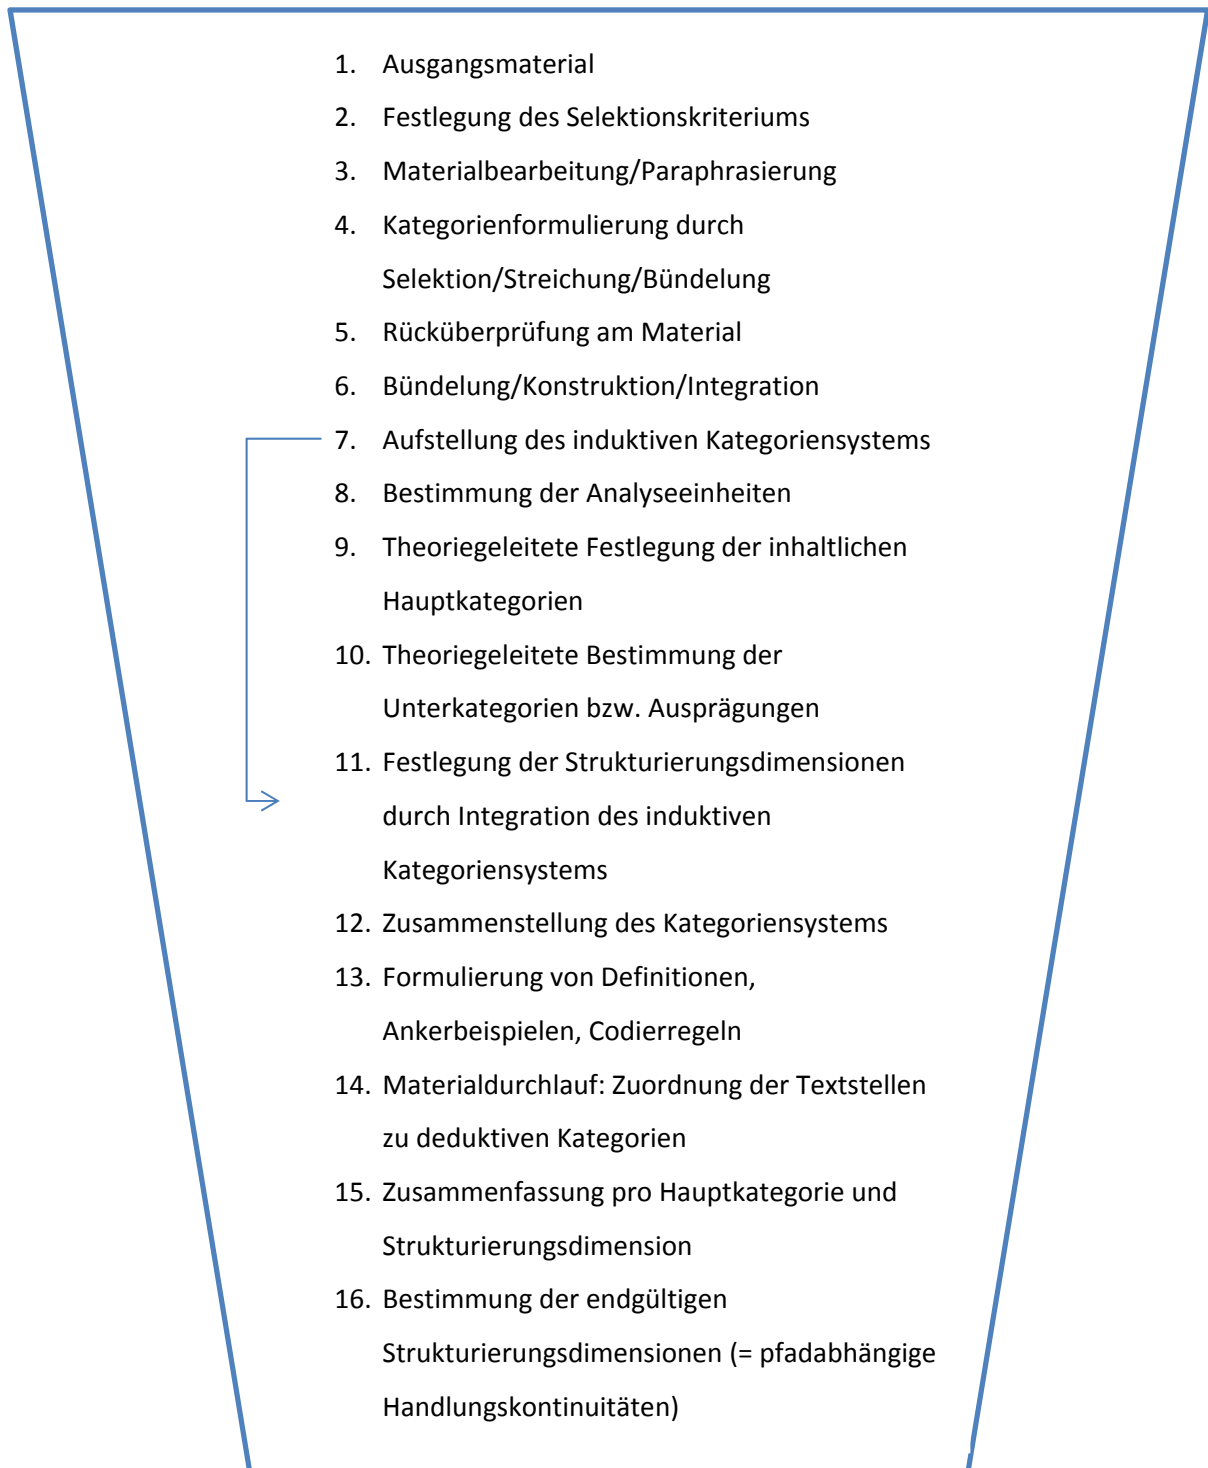 1. Ausgangsmaterial
2. Festlegung des Selektionskriteriums
3. Materialbearbeitung/Paraphrasierung
4. Kategorienformulierung durch
Selektion/Streichung/Bündelung
5. Rücküberprüfung am Material
6. Bündelung/Konstruktion/Integration
7. Aufstellung des induktiven Kategoriensystems
8. Bestimmung der Analyseeinheiten
9. Theoriegeleitete Festlegung der inhaltlichen
Hauptkategorien
10. Theoriegeleitete Bestimmung der
Unterkategorien bzw. Ausprägungen
11. Festlegung der Strukturierungsdimensionen
durch Integration des induktiven
Kategoriensystems
12. Zusammenstellung des Kategoriensystems
13. Formulierung von Definitionen,
Ankerbeispielen, Codierregeln
14. Materialdurchlauf: Zuordnung der Textstellen
zu deduktiven Kategorien
15. Zusammenfassung pro Hauptkategorie und
Strukturierungsdimension
16. Bestimmung der endgültigen
Strukturierungsdimensionen (= pfadabhängige
Handlungskontinuitäten)